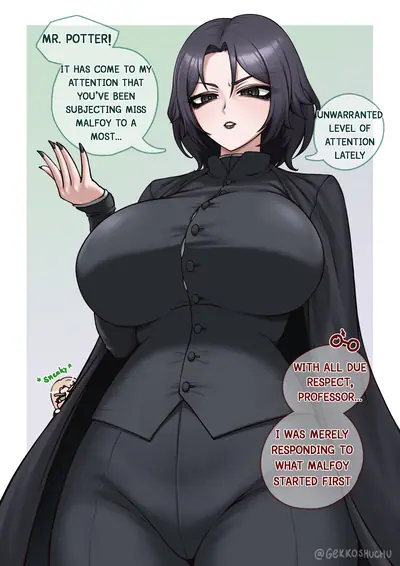 MR. POTTER!
IT HAS COME TO MY
ATTENTION THAT
YOU'VE BEEN
SUBJECTING MISS
MALFOY TO A
MOST...
UNWARRANTED
LEVEL OF
ATTENTION
LATELY
*sneaky*
WITH ALL DUE
RESPECT,
PROFESSOR...
I WAS MERELY
RESPONDING TO
WHAT MALFOY
STARTED FIRST
@GEKKOSHUCHU